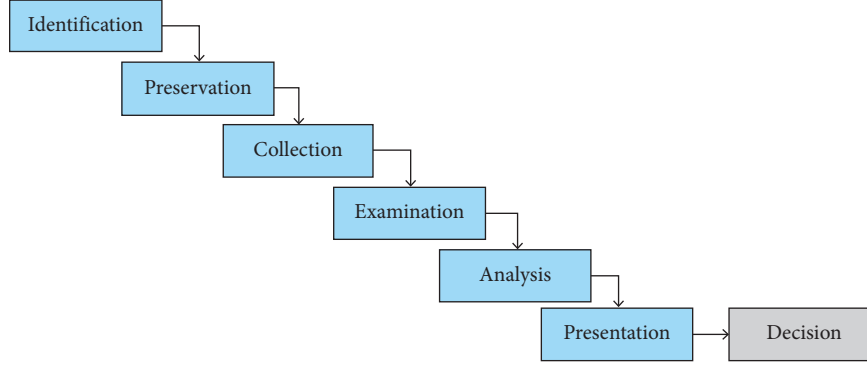 Identification
Preservation
Collection
Examination
Analysis
Presentation
Decision